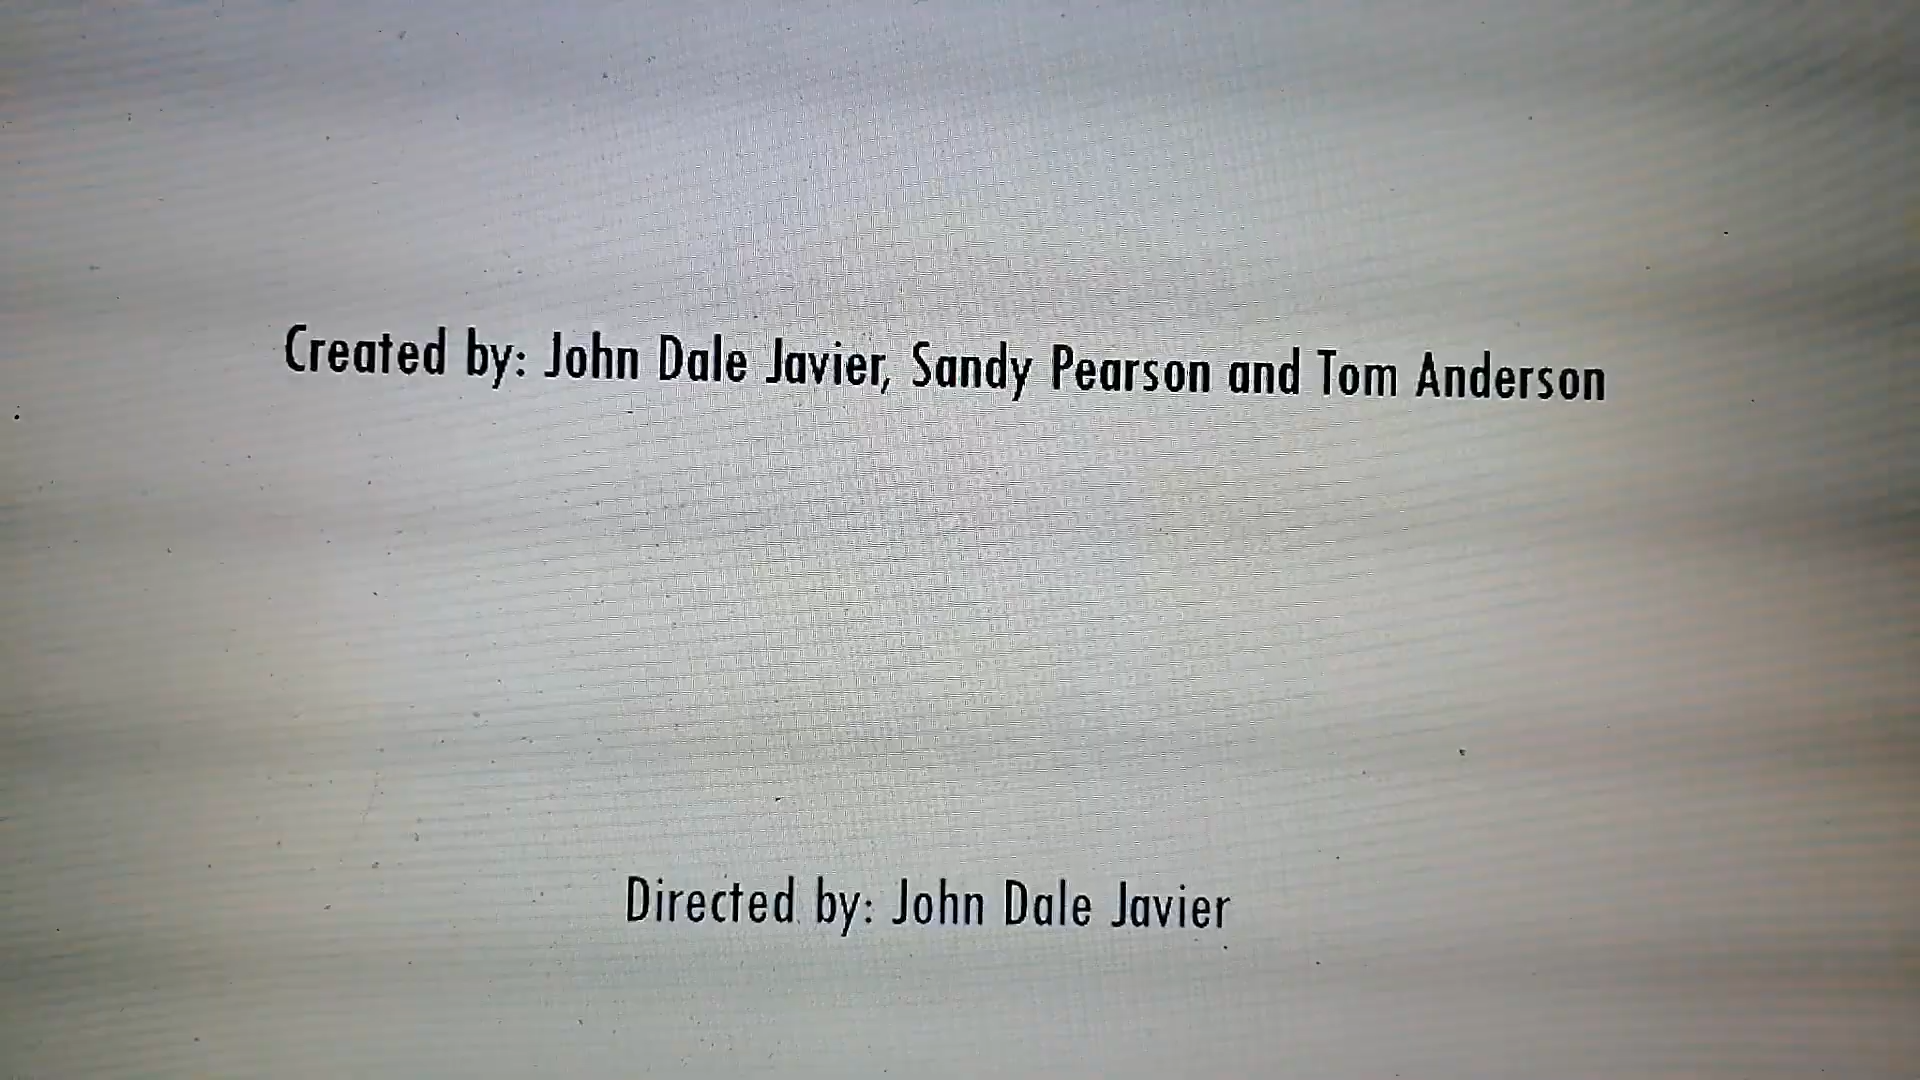 Created by: John Dale Javier, Sandy Pearson and Tom Anderson
Directed by: John Dale Javier